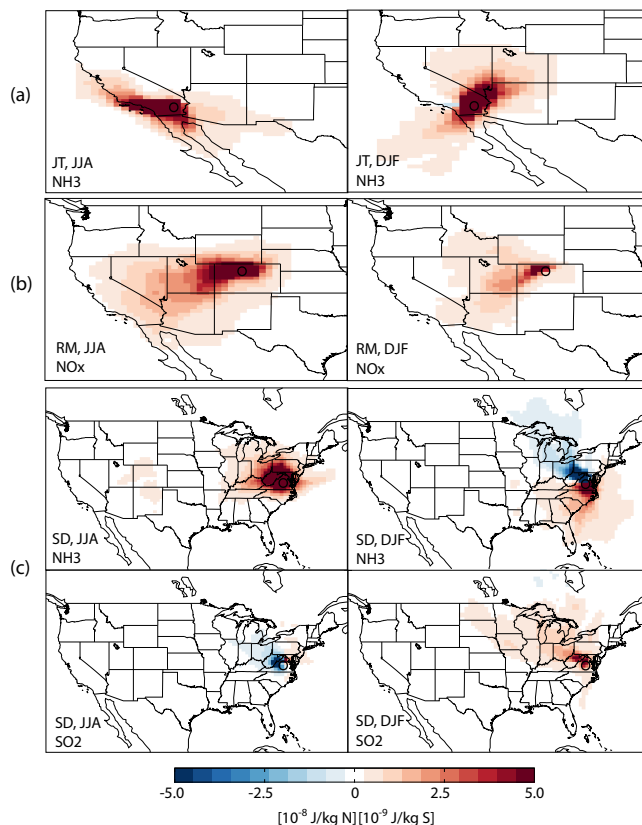 (a)
JT, JJA
NH3
JT, DJF
NH3
(b)
RM, JJA
NOx
RM, DJF
NOx
(c)
SD, JJA
NH3
SD, DJF
NH3
SD, JJA
SO2
SD, DJF
SO2
-5.0 -2.5 0 2.5 5.0
[10⁻⁸ J/kg N][10⁻⁹ J/kg S]